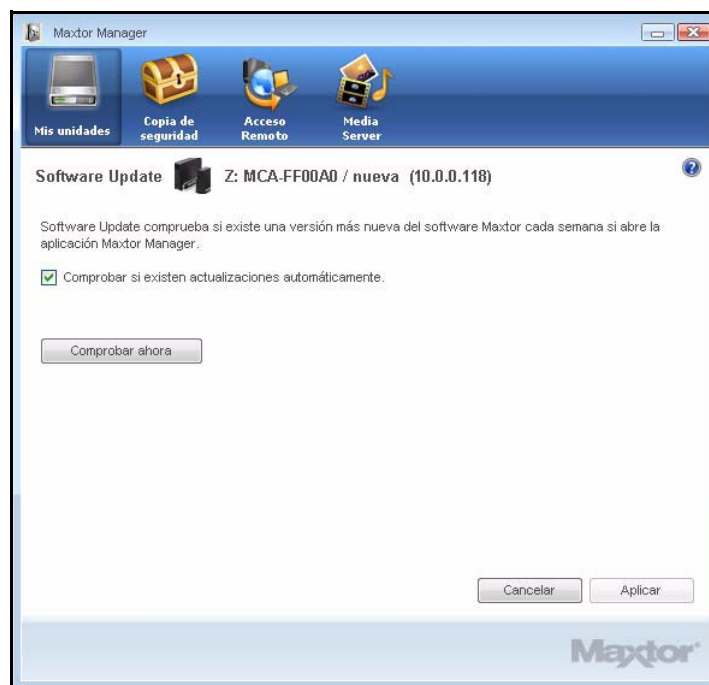 Maxtor Manager
Mis unidades
Copia de
seguridad
Acceso
Remoto
Media
Server
Software Update Z: MCA-FF00A0 / nueva (10.0.0.118)
Software Update comprueba si existe una versión más nueva del software Maxtor cada semana si abre la
aplicación Maxtor Manager.
Comprobar si existen actualizaciones automáticamente.
Comprobar ahora
Cancelar Aplicar
Maxtor